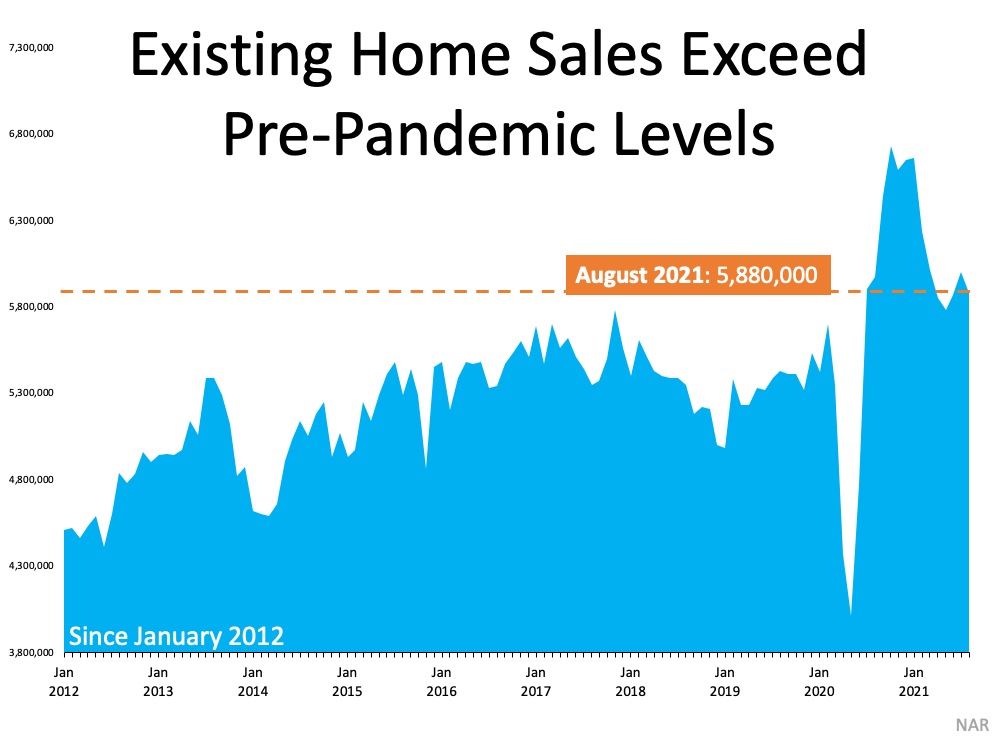 Existing Home Sales Exceed
Pre-Pandemic Levels
7,300,000
6,800,000
6,300,000
5,800,000
5,300,000
4,800,000
4,300,000
3,800,000
August 2021: 5,880,000
Since January 2012
Jan Jan Jan Jan Jan Jan Jan Jan Jan Jan
2012 2013 2014 2015 2016 2017 2018 2019 2020 2021
NAR